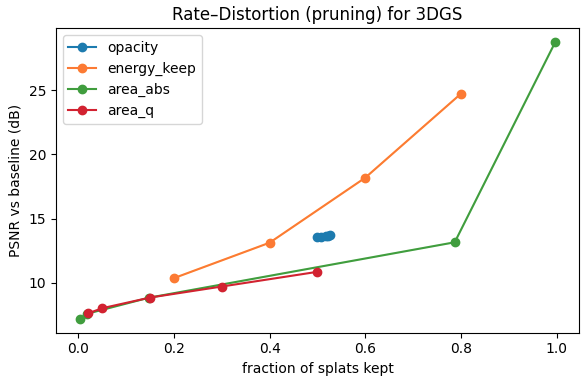 Rate–Distortion (pruning) for 3DGS
opacity
energy_keep
area_abs
area_q
PSNR vs baseline (dB)
25
20
15
10
0.0 0.2 0.4 0.6 0.8 1.0
fraction of splats kept